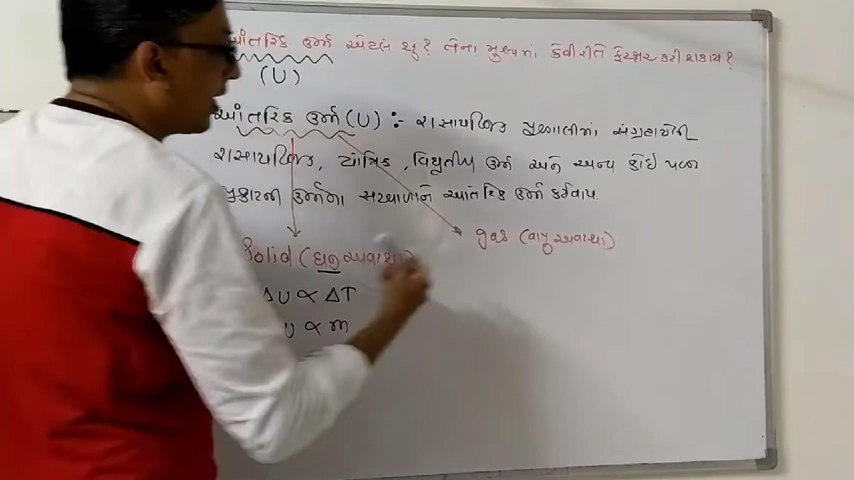 આંતરિક ઉર્જા એટલે શું? તેના મુલ્યમાં કેવી રીતે ફેરફાર કરી શકાય?
(U)
આંતરિક ઉર્જા (U) :- રાસાયણિક પ્રણાલીમાં સંગ્રહાયેલી
રાસાયણિક, યાંત્રિક, વિદ્યુતીય ઉર્જા અને અન્ય કોઈ પણ
પ્રકારની ઉર્જાના સરવાળાને આંતરિક ઉર્જા કહેવાય.
Solid (ઘન અવસ્થા)
gas (વાયુ અવસ્થા)
ΔU ∝ ΔT
U ∝ m